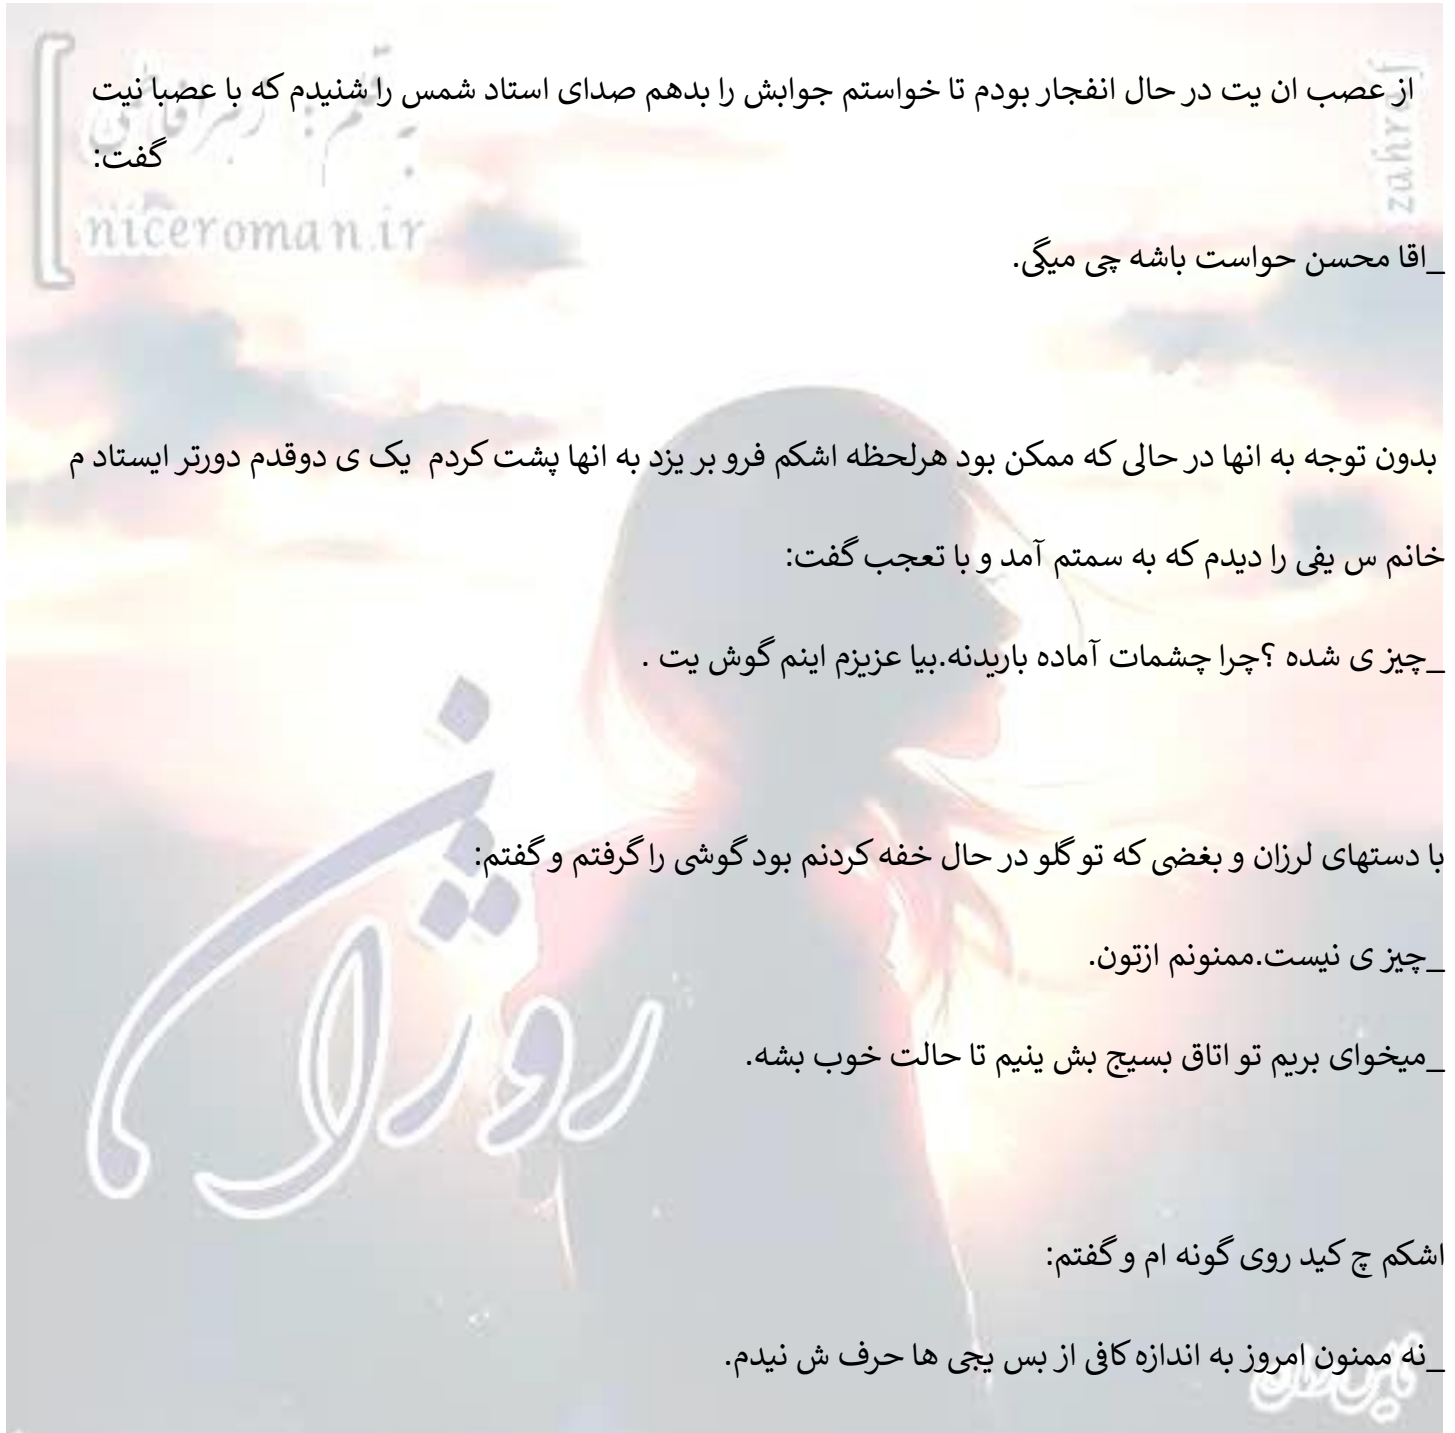 به قلم: زهرا فاطمی
niceroman.ir
zahra.f
از عصب ان یت در حال انفجار بودم تا خواستم جوابش را بدهم صدای استاد شمس را شنیدم که با عصبا نیت
گفت:
_اقا محسن حواست باشه چی میگی.
بدون توجه به انها در حالی که ممکن بود هرلحظه اشکم فرو بر یزد به انها پشت کردم یک ی دوقدم دورتر ایستاد م
خانم س یفی را دیدم که به سمتم آمد و با تعجب گفت:
_چیز ی شده ؟چرا چشمات آماده باریدنه.بیا عزیزم اینم گوش یت .
با دستهای لرزان و بغضی که تو گلو در حال خفه کردنم بود گوشی را گرفتم و گفتم:
_چیز ی نیست.ممنونم ازتون.
_میخوای بریم تو اتاق بسیج بش ینیم تا حالت خوب بشه.
روژان
اشکم چ کید روی گونه ام و گفتم:
_نه ممنون امروز به اندازه کافی از بس یجی ها حرف ش نیدم.